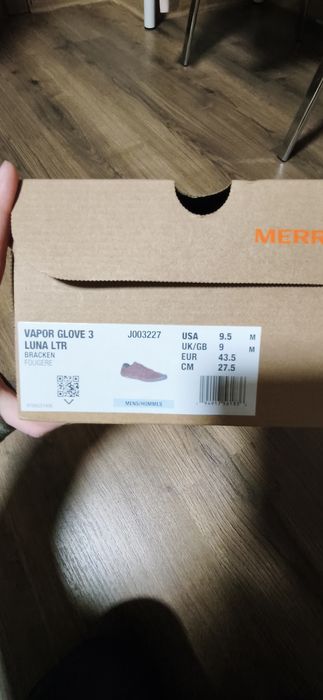 MERR
VAPOR GLOVE 3
LUNA LTR
BRACKEN
FOUGERE
J003227
MENS/HOMMES
USA 9.5 M
UK/GB 9 M
EUR 43.5
CM 27.5